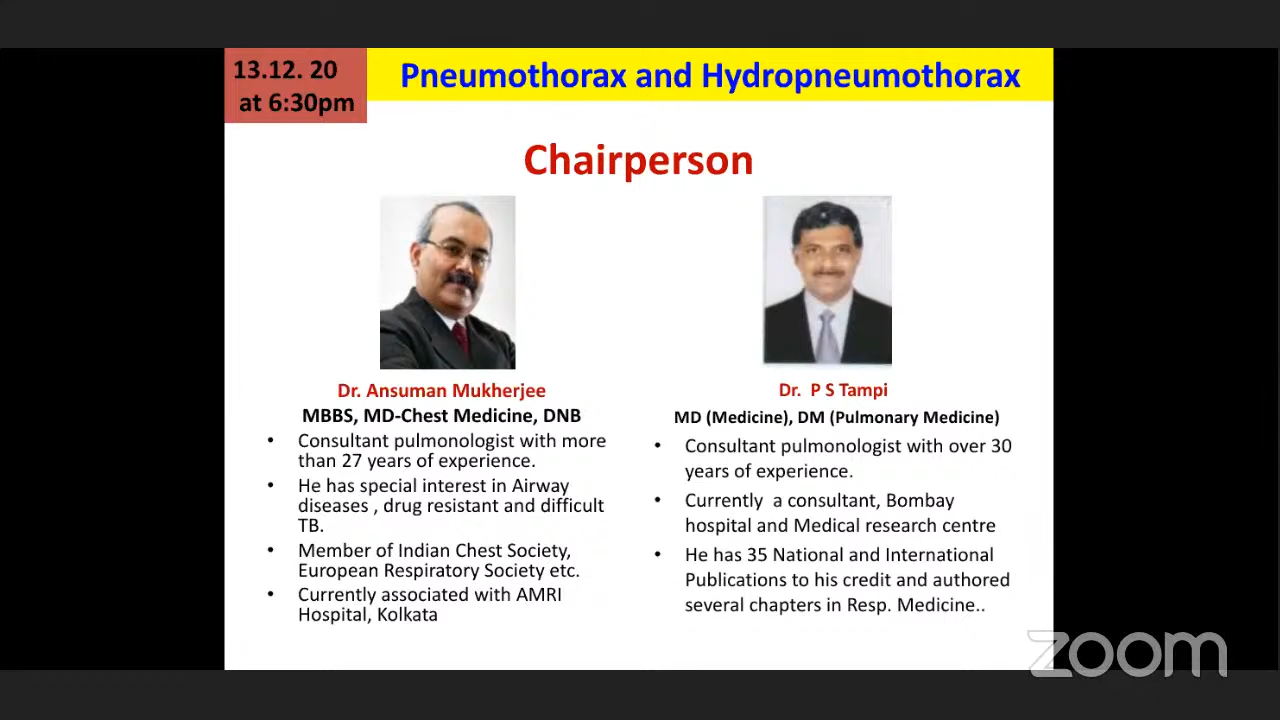 13.12. 20
at 6:30pm
Pneumothorax and Hydropneumothorax
Chairperson
Dr. Ansuman Mukherjee
MBBS, MD-Chest Medicine, DNB
• Consultant pulmonologist with more
than 27 years of experience.
• He has special interest in Airway
diseases , drug resistant and difficult
TB.
• Member of Indian Chest Society,
European Respiratory Society etc.
• Currently associated with AMRI
Hospital, Kolkata
Dr. P S Tampi
MD (Medicine), DM (Pulmonary Medicine)
• Consultant pulmonologist with over 30
years of experience.
• Currently a consultant, Bombay
hospital and Medical research centre
• He has 35 National and International
Publications to his credit and authored
several chapters in Resp. Medicine..
zoom